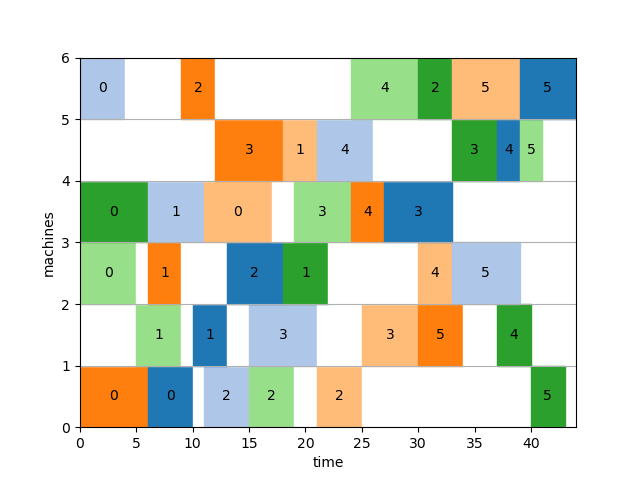 6
0 2 4 2 5 5
5
3 1 4 3 4 5
4
0 1 0 3 4 3
3
0 1 2 1 4 5
2
1 1 3 3 5 4
1
0 0 2 2 2 5
0
machines
0 5 10 15 20 25 30 35 40
time